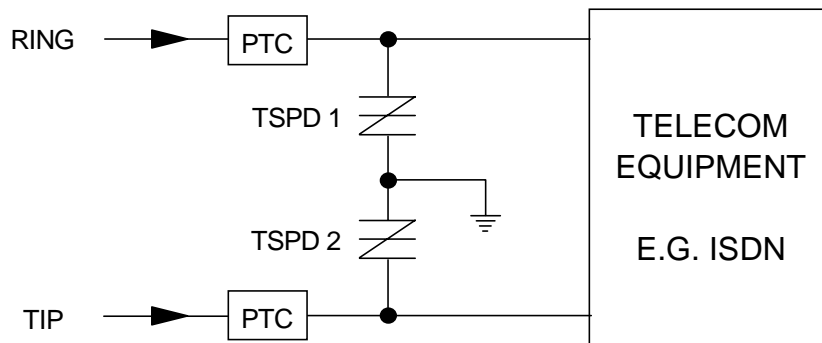 RING
PTC
TSPD 1
TSPD 2
TIP
PTC
TELECOM
EQUIPMENT
E.G. ISDN